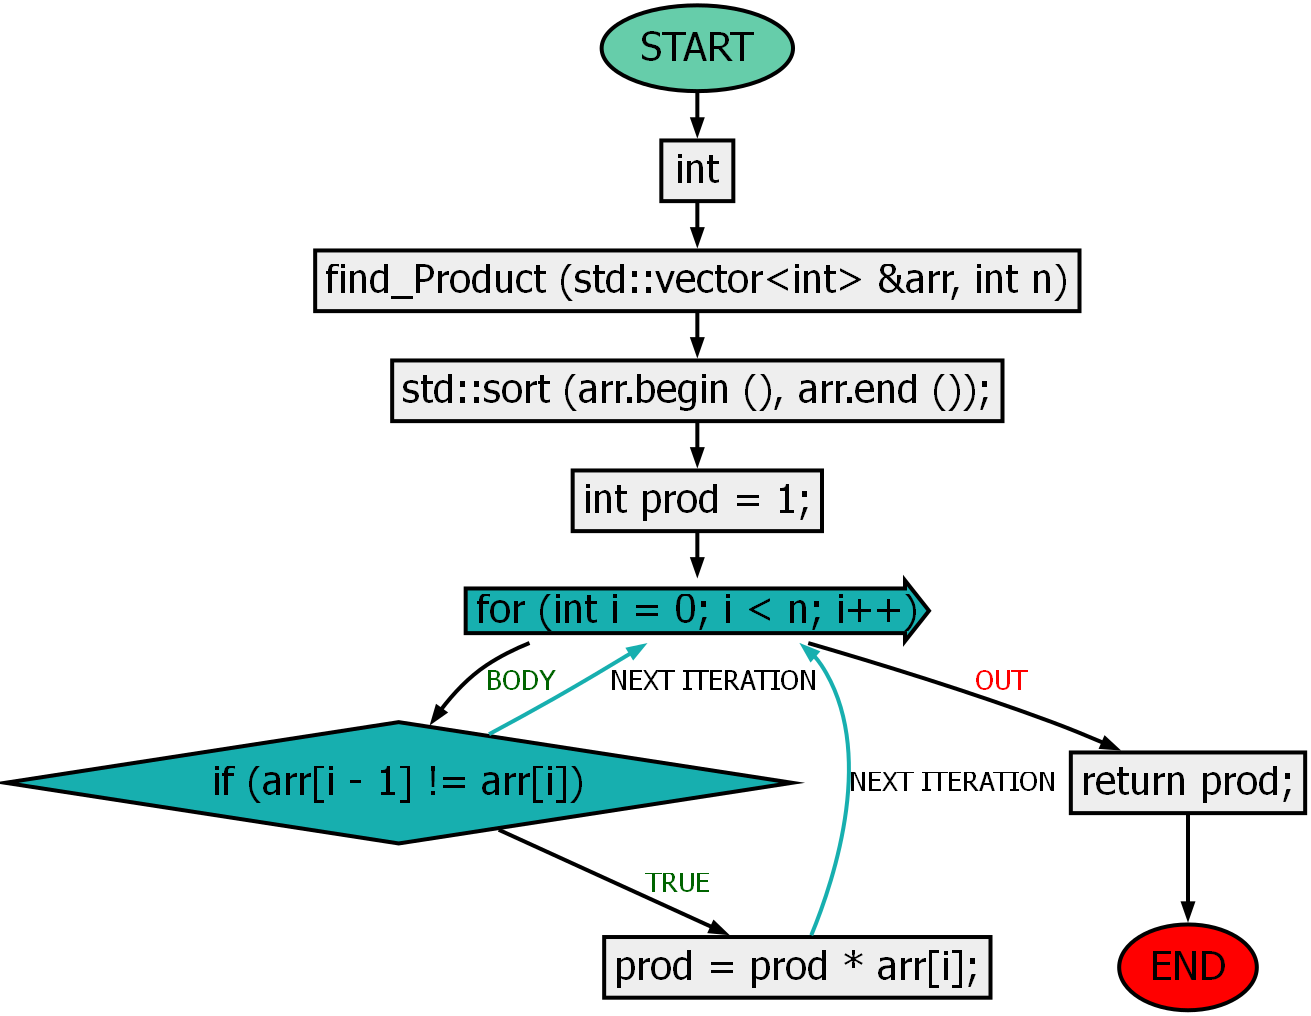 START
int
find_Product (std::vector<int> &arr, int n)
std::sort (arr.begin (), arr.end ());
int prod = 1;
for (int i = 0; i < n; i++)
BODY
NEXT ITERATION
OUT
if (arr[i - 1] != arr[i])
NEXT ITERATION
return prod;
TRUE
prod = prod * arr[i];
END